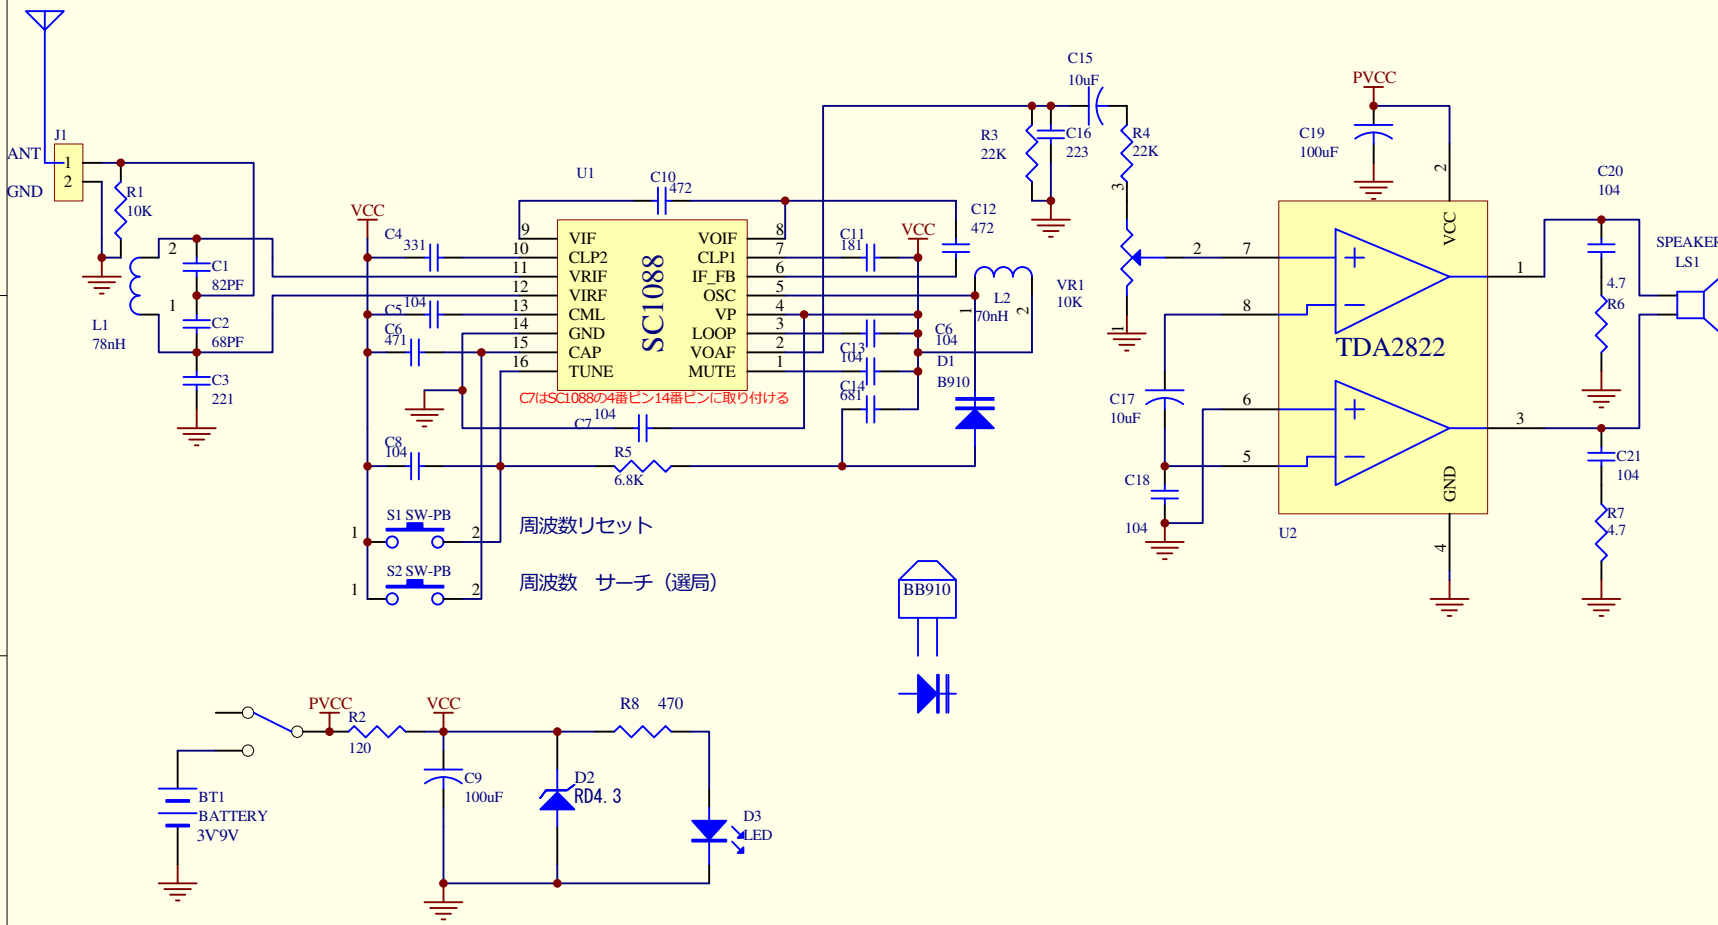 ANT
GND
J1
1
2
R1
10K
2
1
L1
78nH
C1
82PF
C2
68PF
C3
221
VCC
C4
331
C5
104
C6
471
C8
104
U1
C10
472
9
10
11
12
13
14
15
16
VIF
CLP2
VRIF
VIRF
CML
GND
CAP
TUNE
SC1088
VOIF
CLP1
IF_FB
OSC
VP
LOOP
VOAF
MUTE
8
7
6
5
4
3
2
1
C7はSC1088の4番ピン14番ピンに取り付ける
C7
104
R5
6.8K
C11
181
VCC
C12
472
L2
70nH
1
2
C6
104
C13
104
C14
681
D1
B910
S1 SW-PB
1
2
周波数リセット
S2 SW-PB
1
2
周波数 サーチ（選局）
C15
10uF
R3
22K
C16
223
R4
22K
3
VR1
10K
2
1
C17
10uF
C18
104
PVCC
C19
100uF
2
VCC
7
8
6
5
TDA2822
1
3
GND
4
U2
C20
104
4.7
R6
C21
104
R7
4.7
SPEAKER
LS1
BB910
PVCC
R2
120
VCC
BT1
BATTERY
3V~9V
C9
100uF
D2
RD4.3
R8 470
D3
LED